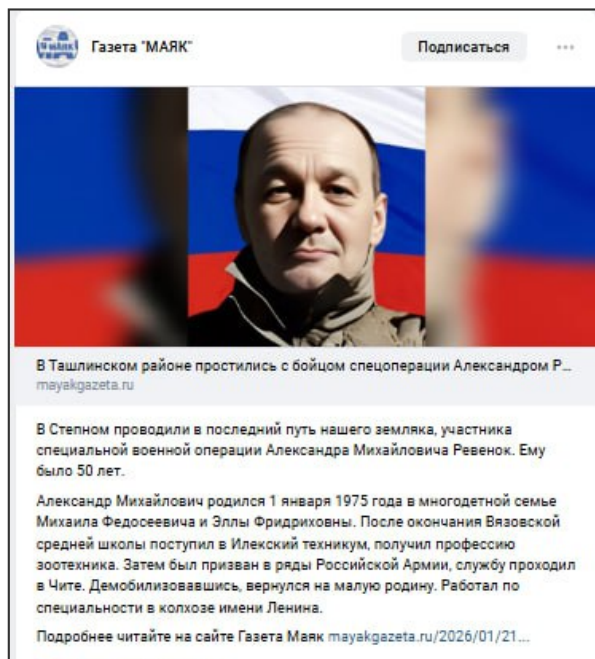 МАЯК
Газета "МАЯК"
Подписаться
В Ташлинском районе простились с бойцом спецоперации Александром Р...
mayakgazeta.ru
В Степном проводили в последний путь нашего земляка, участника
специальной военной операции Александра Михайловича Ревенок. Ему
было 50 лет.
Александр Михайлович родился 1 января 1975 года в многодетной семье
Михаила Федосеевича и Эллы Фридриховны. После окончания Вязовской
средней школы поступил в Илекский техникум, получил профессию
зоотехника. Затем был призван в ряды Российской Армии, службу проходил
в Чите. Демобилизовавшись, вернулся на малую родину. Работал по
специальности в колхозе имени Ленина.
Подробнее читайте на сайте Газета Маяк mayakgazeta.ru/2026/01/21...